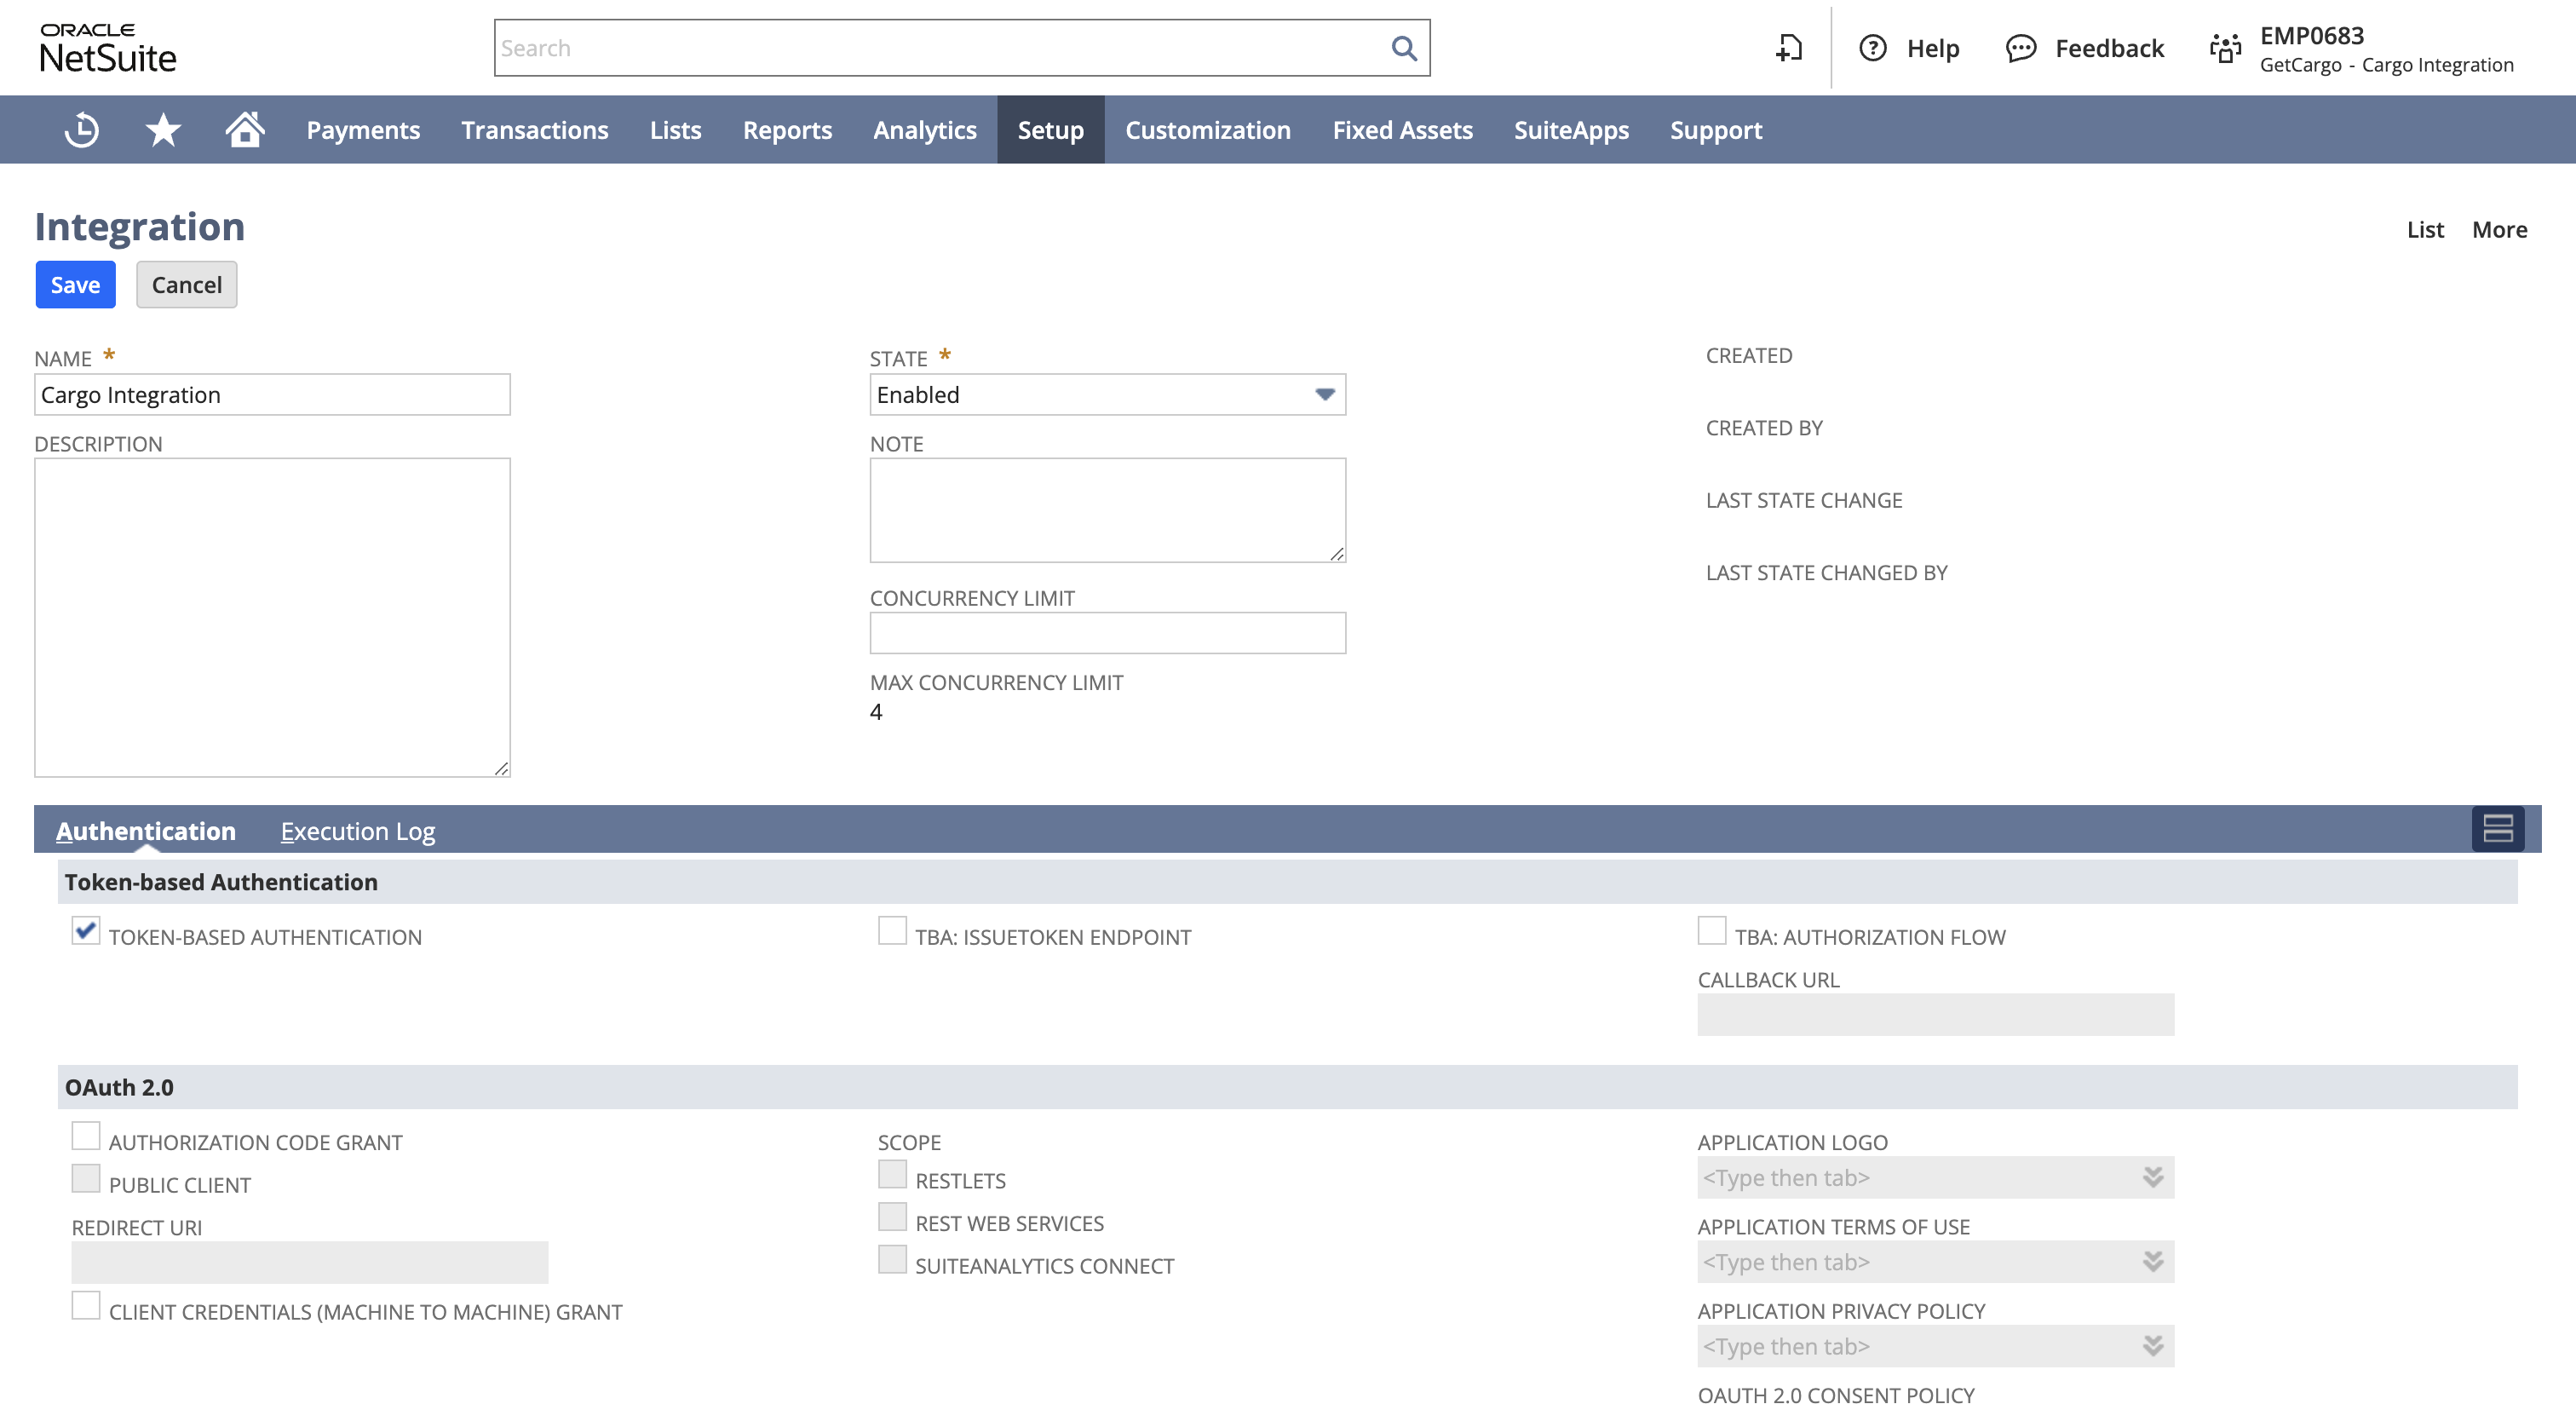 ORACLE
NetSuite
Search
Help
Feedback
EMP0683
GetCargo - Cargo Integration
Payments
Transactions
Lists
Reports
Analytics
Setup
Customization
Fixed Assets
SuiteApps
Support
Integration
List
More
Save
Cancel
NAME *
Cargo Integration
DESCRIPTION
STATE *
Enabled
NOTE
CONCURRENCY LIMIT
MAX CONCURRENCY LIMIT
4
CREATED
CREATED BY
LAST STATE CHANGE
LAST STATE CHANGED BY
Authentication
Execution Log
Token-based Authentication
TOKEN-BASED AUTHENTICATION
TBA: ISSUETOKEN ENDPOINT
TBA: AUTHORIZATION FLOW
CALLBACK URL
OAuth 2.0
AUTHORIZATION CODE GRANT
PUBLIC CLIENT
REDIRECT URI
CLIENT CREDENTIALS (MACHINE TO MACHINE) GRANT
SCOPE
RESTLETS
REST WEB SERVICES
SUITEANALYTICS CONNECT
APPLICATION LOGO
<Type then tab>
APPLICATION TERMS OF USE
<Type then tab>
APPLICATION PRIVACY POLICY
<Type then tab>
OAUTH 2.0 CONSENT POLICY